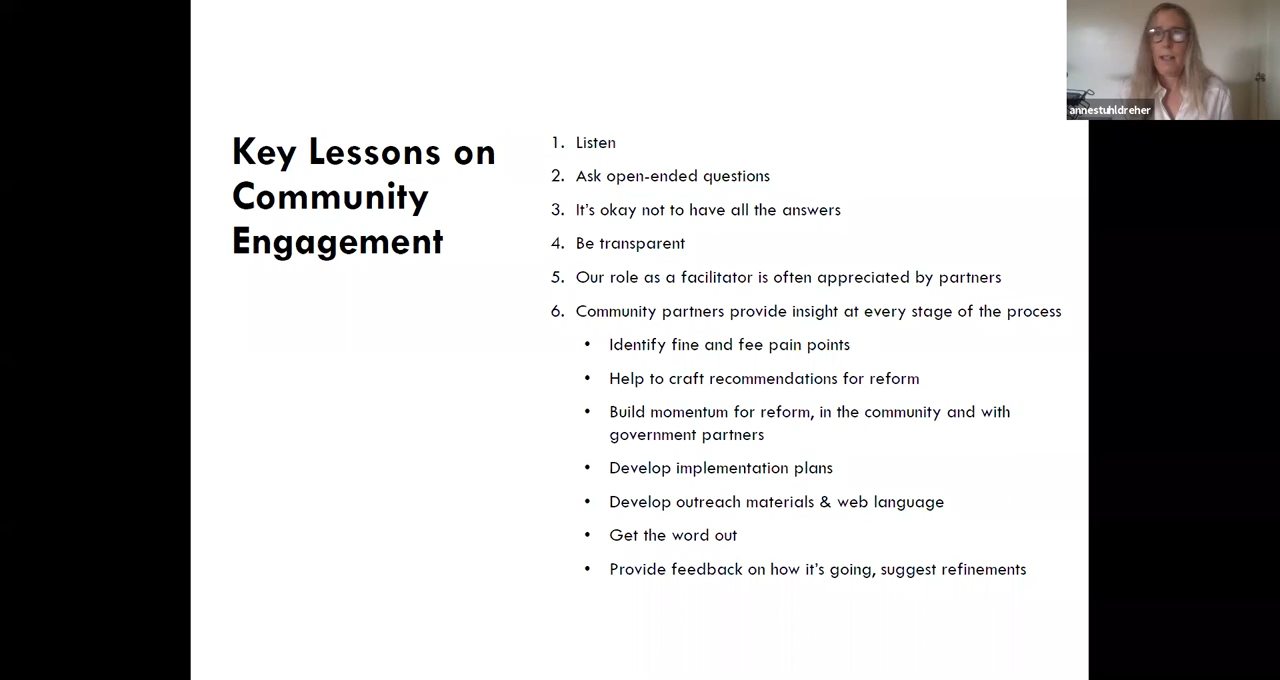 annestuhldreher
Key Lessons on
Community
Engagement
1. Listen
2. Ask open-ended questions
3. It's okay not to have all the answers
4. Be transparent
5. Our role as a facilitator is often appreciated by partners
6. Community partners provide insight at every stage of the process
• Identify fine and fee pain points
• Help to craft recommendations for reform
• Build momentum for reform, in the community and with
government partners
• Develop implementation plans
• Develop outreach materials & web language
• Get the word out
• Provide feedback on how it's going, suggest refinements